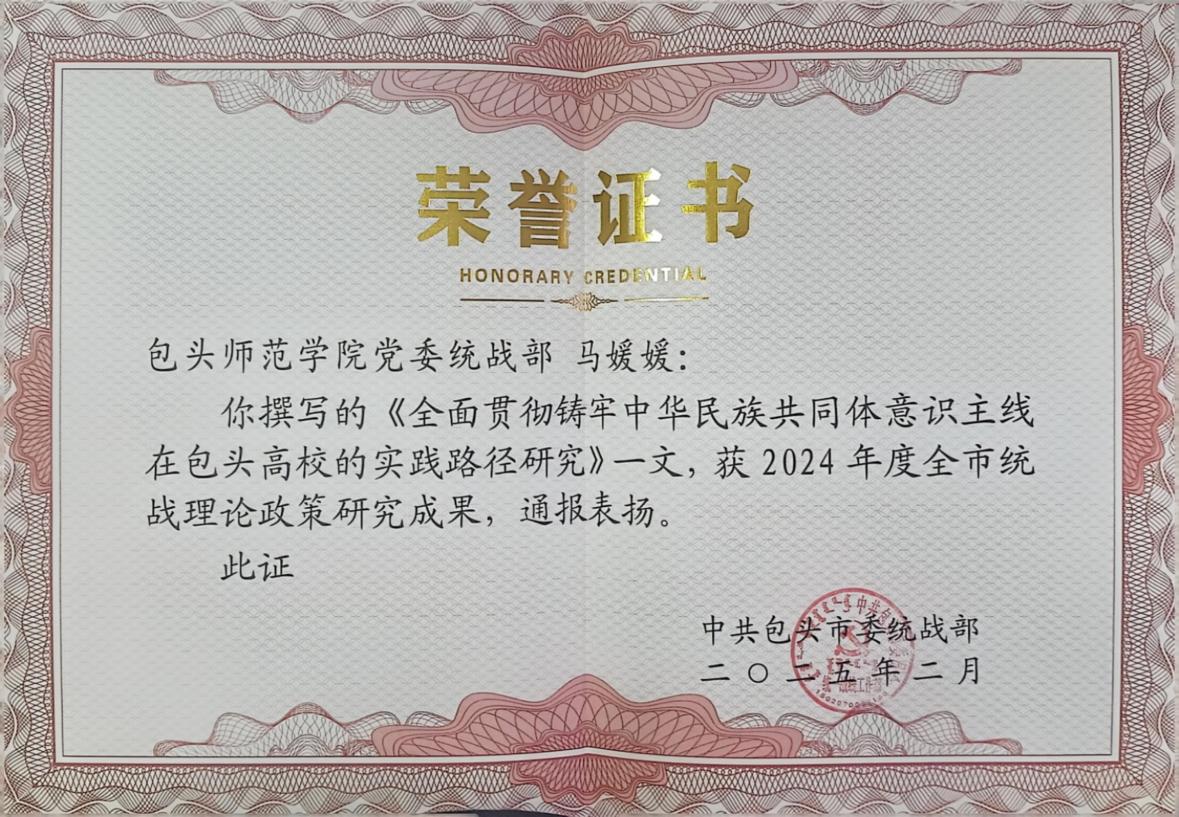 荣誉证书
HONORARY CREDENTIAL
包头师范学院党委统战部 马媛媛：
你撰写的《全面贯彻铸牢中华民族共同体意识主线
在包头高校的实践路径研究》一文，获 2024 年度全市统
战理论政策研究成果，通报表扬。
此证
中共包头市委统战部
二〇二五年二月